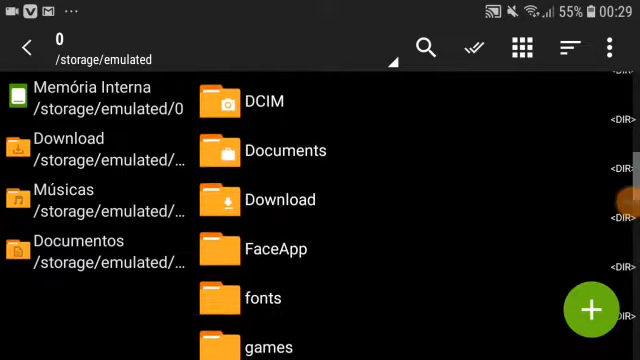 55% 00:29
0
/storage/emulated
Memória Interna
/storage/emulated/0
Download
/storage/emulated/...
Músicas
/storage/emulated/...
Documentos
/storage/emulated/...
DCIM
<DIR>
Documents
<DIR>
Download
<DIR>
FaceApp
<DIR>
fonts
<DIR>
games